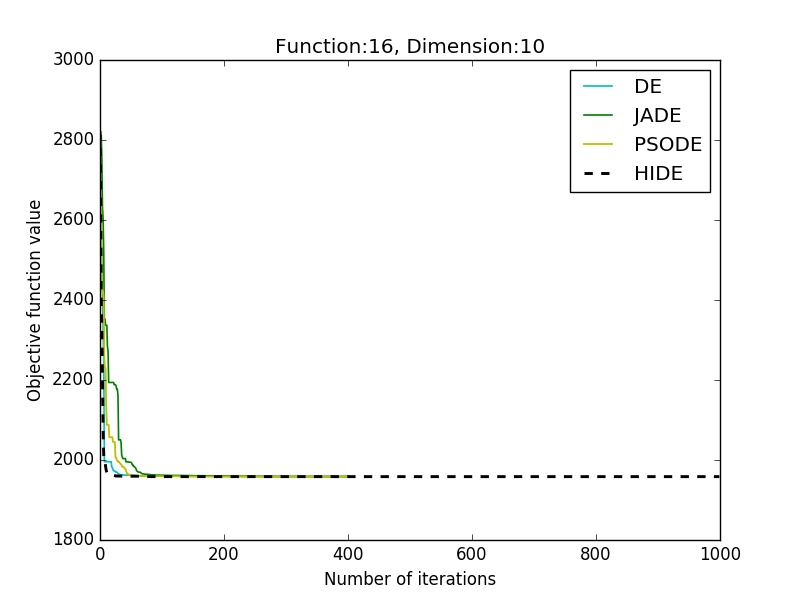 Function:16, Dimension:10
3000
2800
2600
2400
2200
2000
1800
Objective function value
DE
JADE
PSODE
HIDE
0
200
400
600
800
1000
Number of iterations